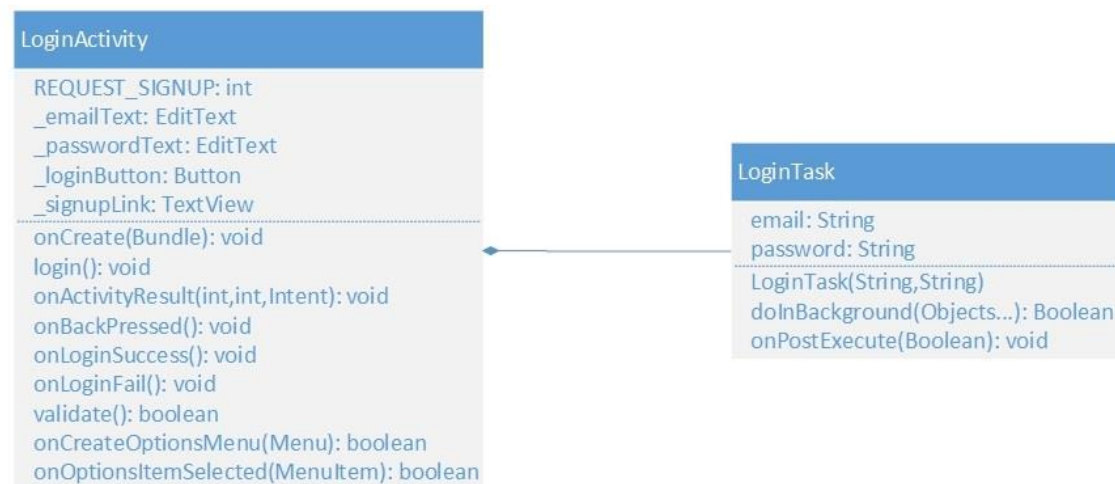 LoginActivity
REQUEST_SIGNUP: int
_emailText: EditText
_passwordText: EditText
_loginButton: Button
_signupLink: TextView
onCreate(Bundle): void
login(): void
onActivityResult(int,int,Intent): void
onBackPressed(): void
onLoginSuccess(): void
onLoginFail(): void
validate(): boolean
onCreateOptionsMenu(Menu): boolean
onOptionsItemSelected(MenuItem): boolean
LoginTask
email: String
password: String
LoginTask(String,String)
doInBackground(Objects...): Boolean
onPostExecute(Boolean): void